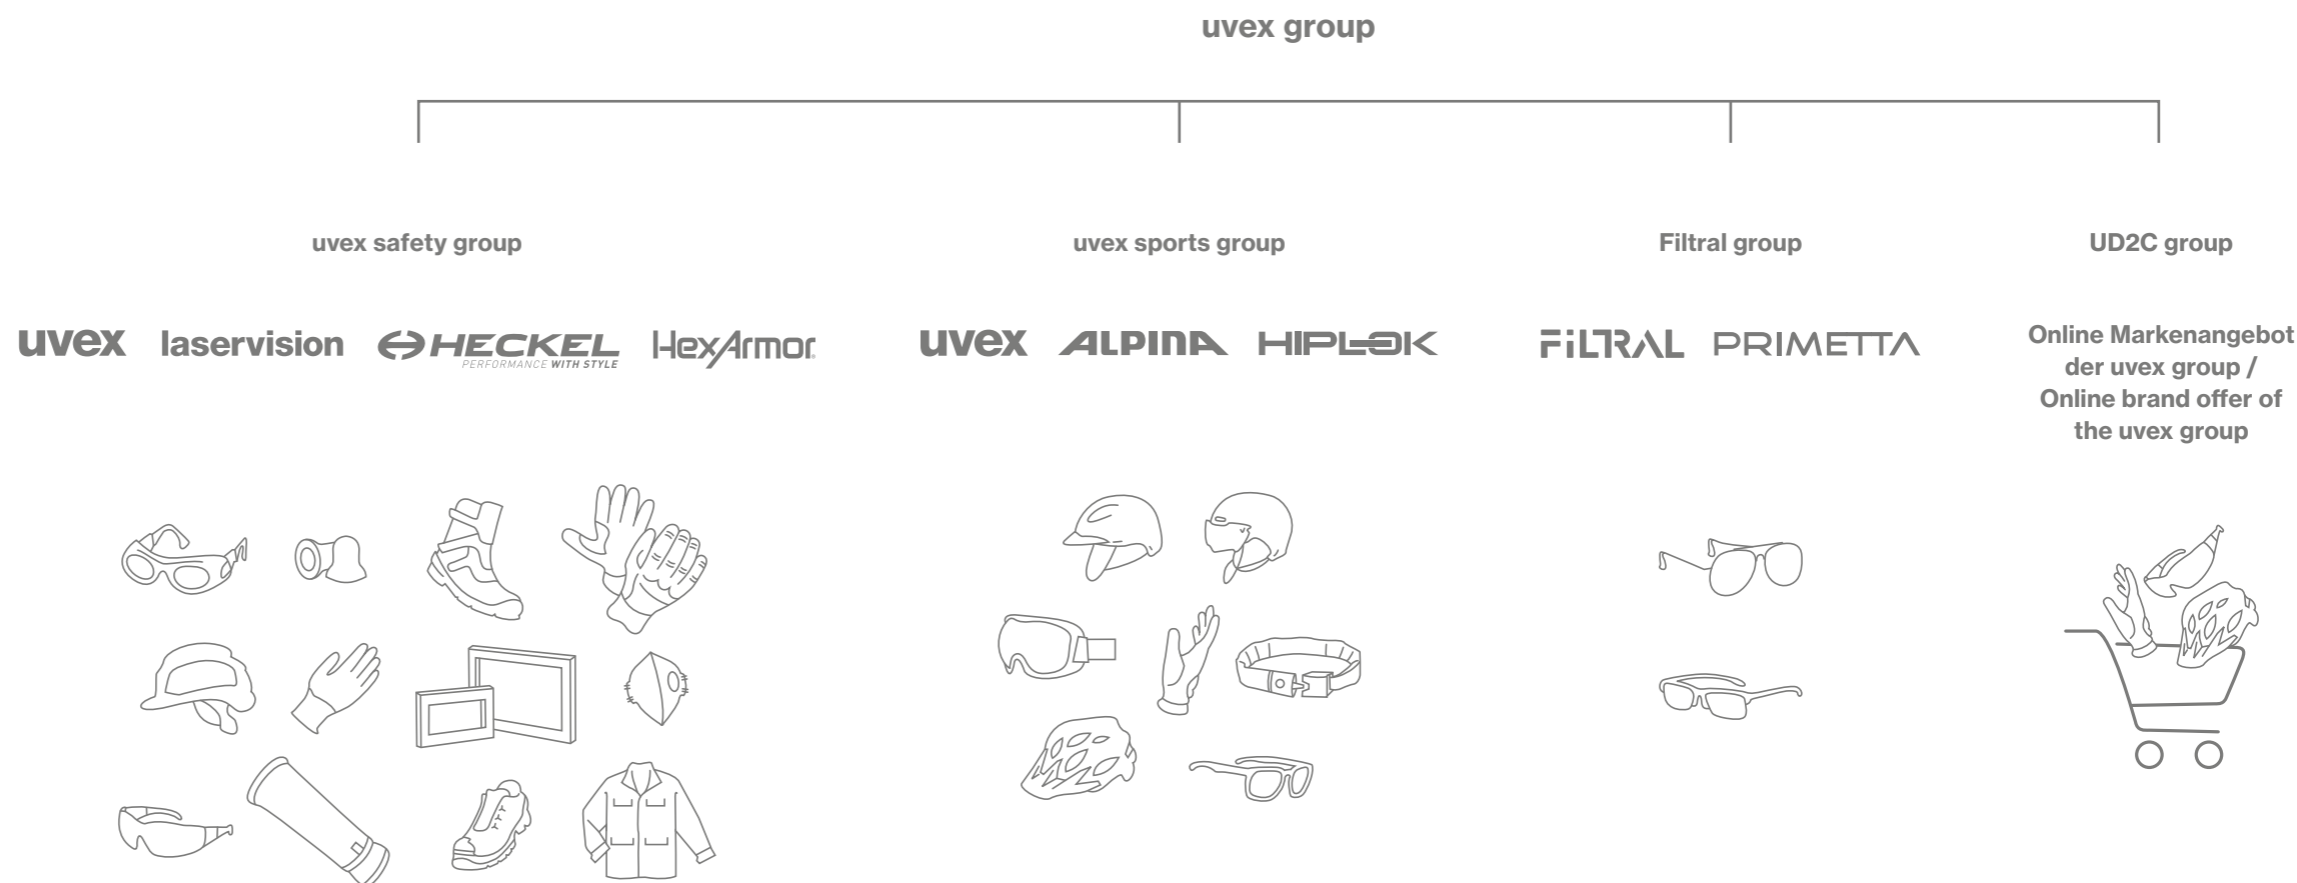 uvex group
uvex safety group
uvex sports group
Filtral group
UD2C group
uvex
laservision
HECKEL
PERFORMANCE WITH STYLE
HexArmor
uvex
ALPINA
HIPLOK
FiLTRAL
PRIMETTA
Online Markenangebot
der uvex group /
Online brand offer of
the uvex group